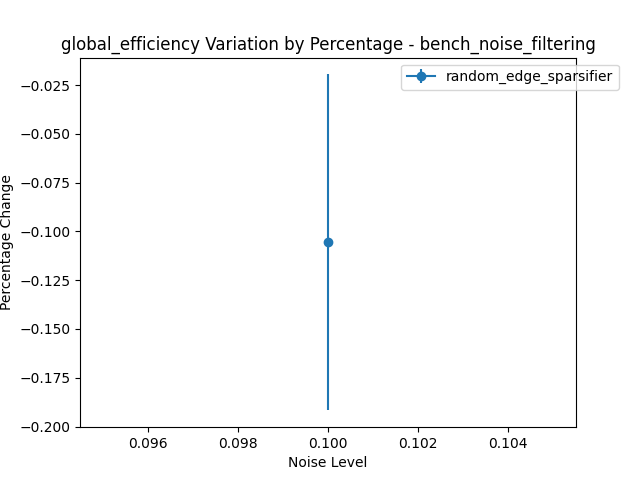 global_efficiency Variation by Percentage - bench_noise_filtering
random_edge_sparsifier
Percentage Change
−0.025
−0.050
−0.075
−0.100
−0.125
−0.150
−0.175
−0.200
0.096 0.098 0.100 0.102 0.104
Noise Level